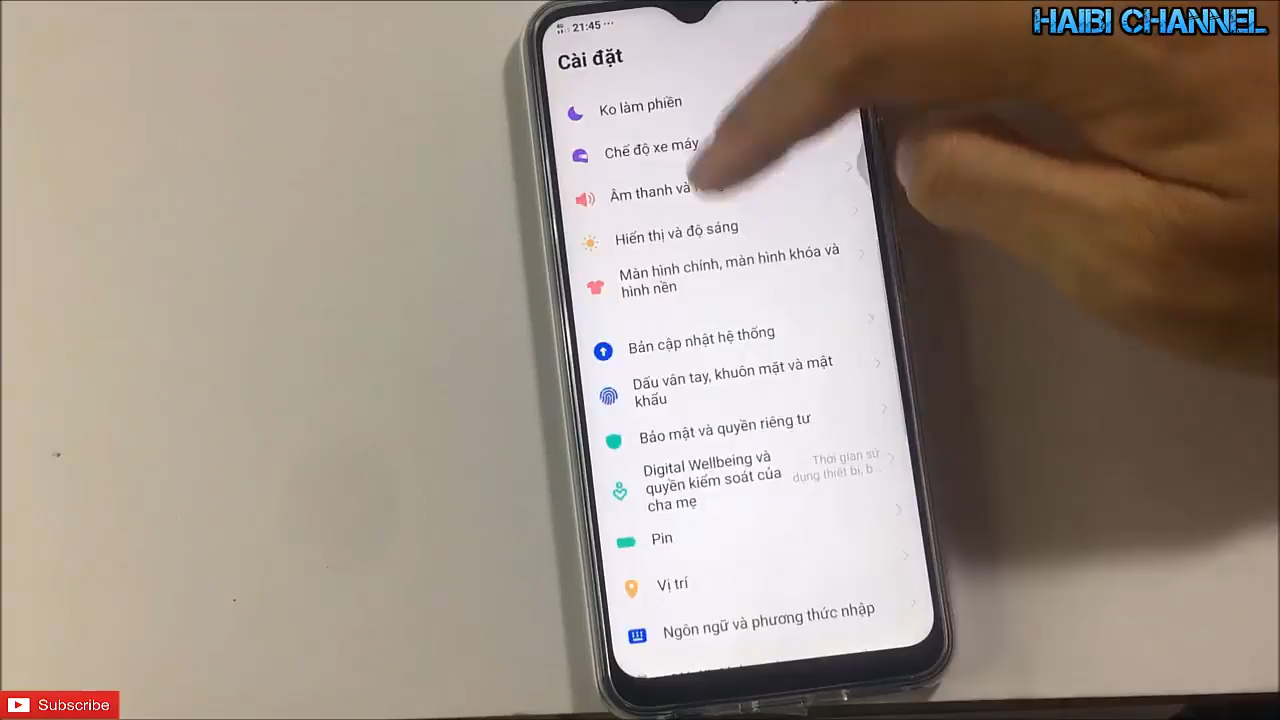 HAIBI CHANNEL
21:45
Cài đặt
Ko làm phiền
Chế độ xe máy
Âm thanh và
Hiển thị và độ sáng
Màn hình chính, màn hình khóa và
hình nền
Bản cập nhật hệ thống
Dấu vân tay, khuôn mặt và mật
khẩu
Bảo mật và quyền riêng tư
Digital Wellbeing và
quyền kiểm soát của
cha mẹ
Thời gian sử
dụng thiết bị, b...
Pin
Vị trí
Ngôn ngữ và phương thức nhập
Subscribe